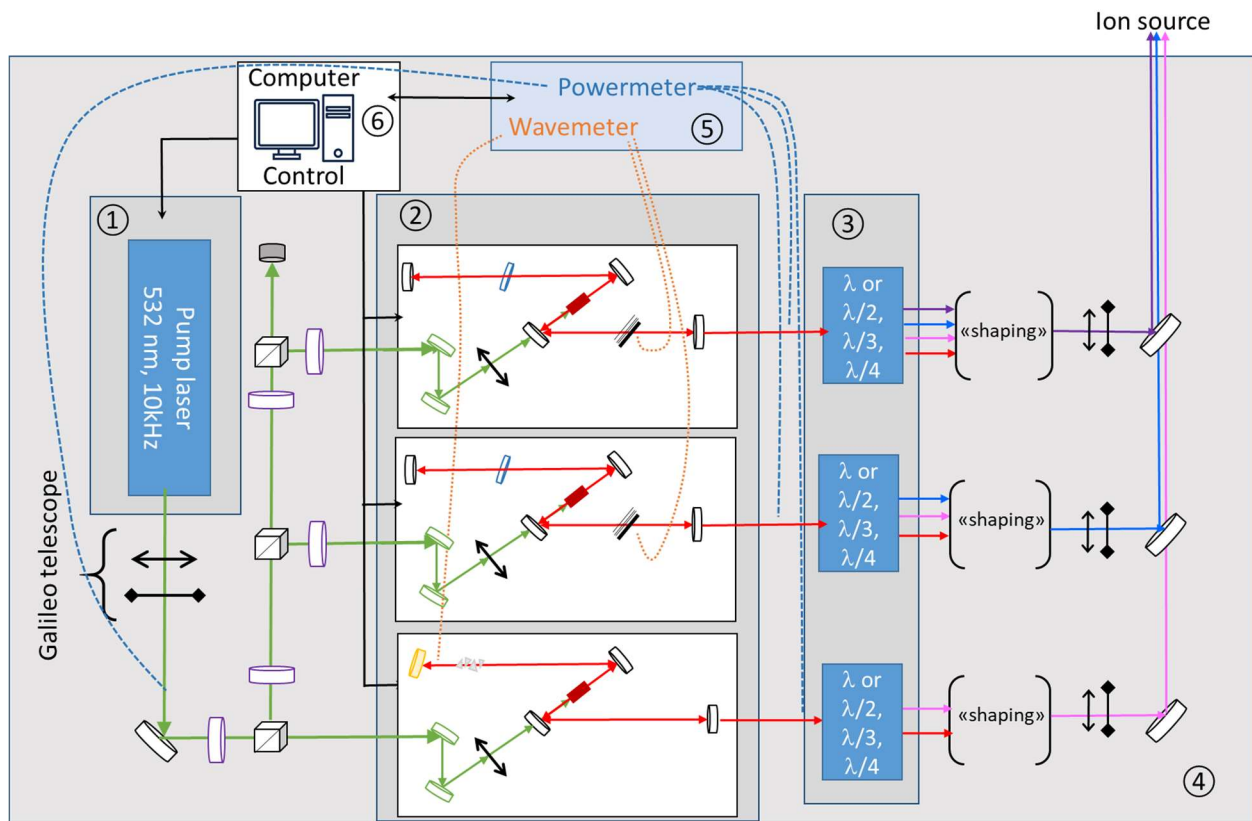 Ion source
Computer
⑥
Control
Powermeter
Wavemeter
⑤
①
Pump laser
532 nm, 10kHz
Galileo telescope
②
③
λ or
λ/2,
λ/3,
λ/4
«shaping»
λ or
λ/2,
λ/3,
λ/4
«shaping»
λ or
λ/2,
λ/3,
λ/4
«shaping»
④